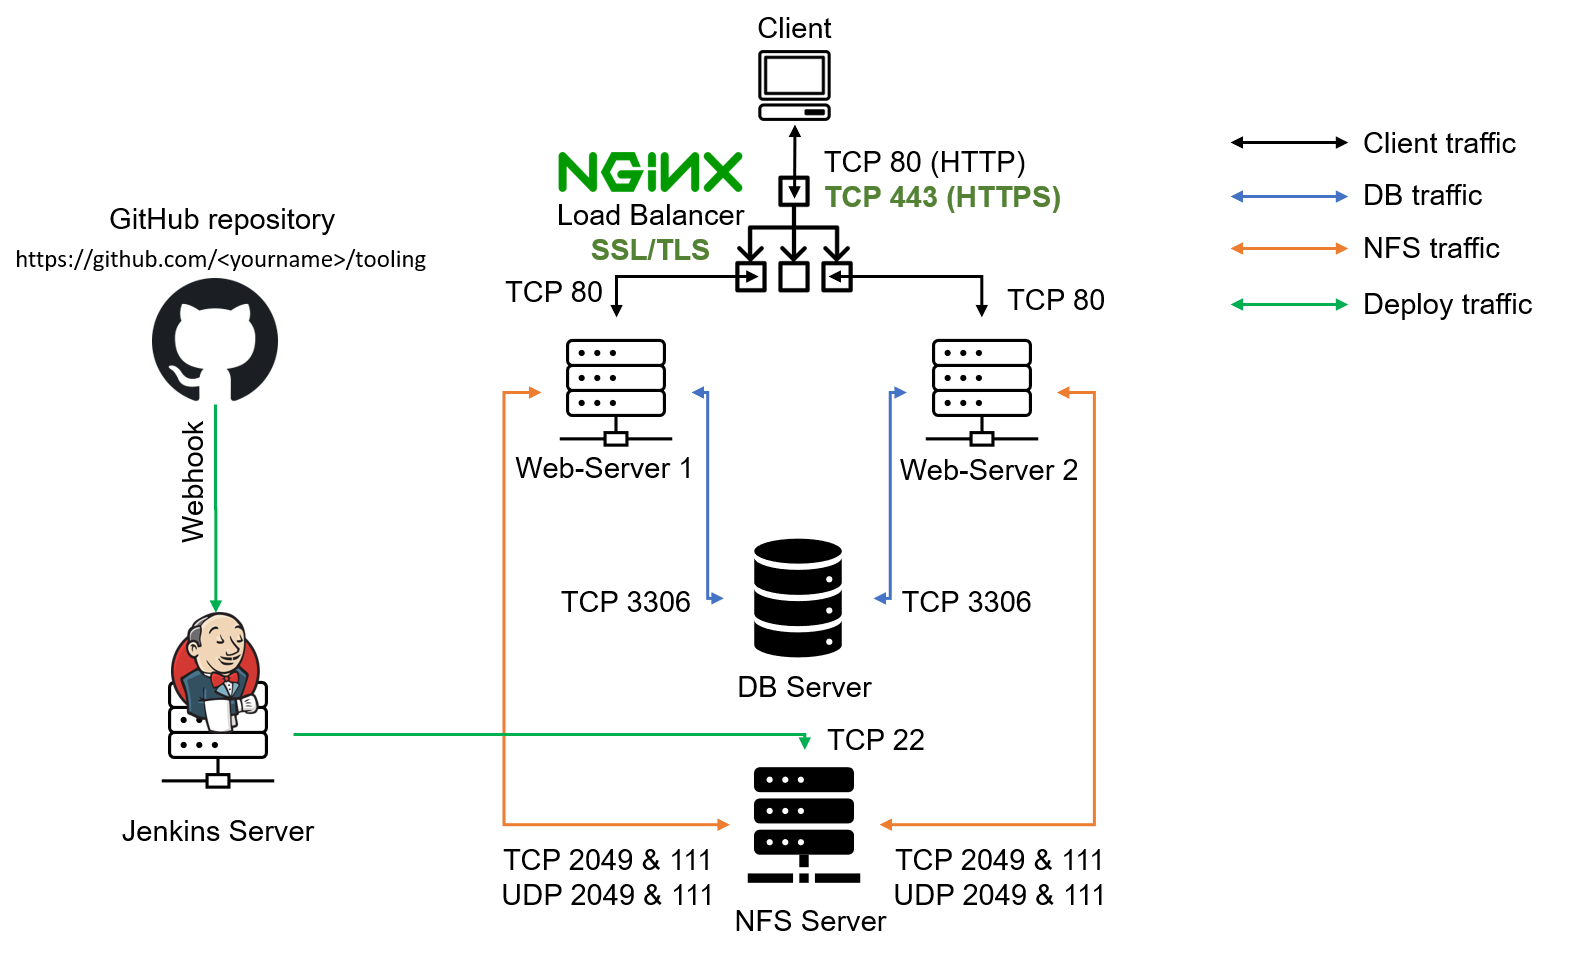 Client
NGINX
Load Balancer
SSL/TLS
TCP 80 (HTTP)
TCP 443 (HTTPS)
Client traffic
DB traffic
NFS traffic
Deploy traffic
GitHub repository
https://github.com/<yourname>/tooling
Webhook
Jenkins Server
TCP 80
TCP 80
Web-Server 1
Web-Server 2
TCP 3306
TCP 3306
DB Server
TCP 22
TCP 2049 & 111
UDP 2049 & 111
TCP 2049 & 111
UDP 2049 & 111
NFS Server